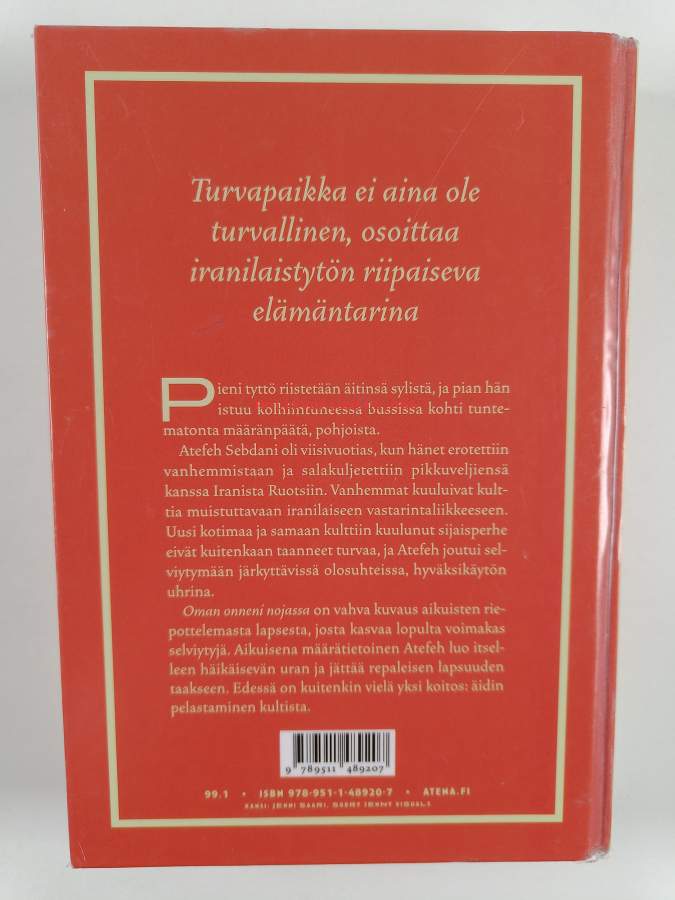 Turvapaikka ei aina ole
turvallinen, osoittaa
iranilaistytön riipaiseva
elämäntarina
Pieni tyttö riistetään äitinsä sylistä, ja pian hän
istuu kolhiintuneessa bussissa kohti tunte-
matonta määränpäätä, pohjoista.
Atefeh Sebdani oli viisivuotias, kun hänet erotettiin
vanhemmistaan ja salakuljetettiin pikkuveljiensä
kanssa Iranista Ruotsiin. Vanhemmat kuuluivat kult-
tia muistuttavaan iranilaiseen vastarintaliikkeeseen.
Uusi kotimaa ja samaan kulttiin kuulunut sijaisperhe
eivät kuitenkaan taanneet turvaa, ja Atefeh joutui sel-
viytymään järkyttävissä olosuhteissa, hyväksikäytön
uhrina.
Oman onneni nojassa on vahva kuvaus aikuisten rie-
pottelemasta lapsesta, josta kasvaa lopulta voimakas
selviytyjä. Aikuisena määrätietoinen Atefeh luo itsel-
leen häikäisevän uran ja jättää repaleisen lapsuuden
taakseen. Edessä on kuitenkin vielä yksi koitos: äidin
pelastaminen kultista.
9 789511 489207
99.1 • ISBN 978-951-1-48920-7 • ATENA.FI
KANSI: JENNI SAARI,